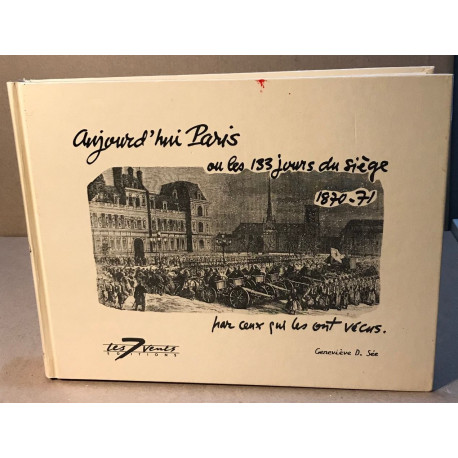 Aujourd'hui Paris
ou les 133 jours du siège
1870-71
par ceux qui les ont vécus.
les 7 vents
EDITIONS
Geneviève D. Sée